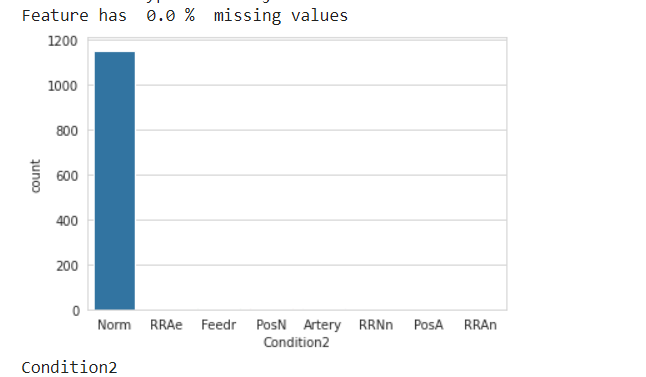 Feature has 0.0 % missing values
1200
1000
800
600
400
200
0
count
Norm RRAe Feedr PosN Artery RRNn PosA RRAn
Condition2
Condition2